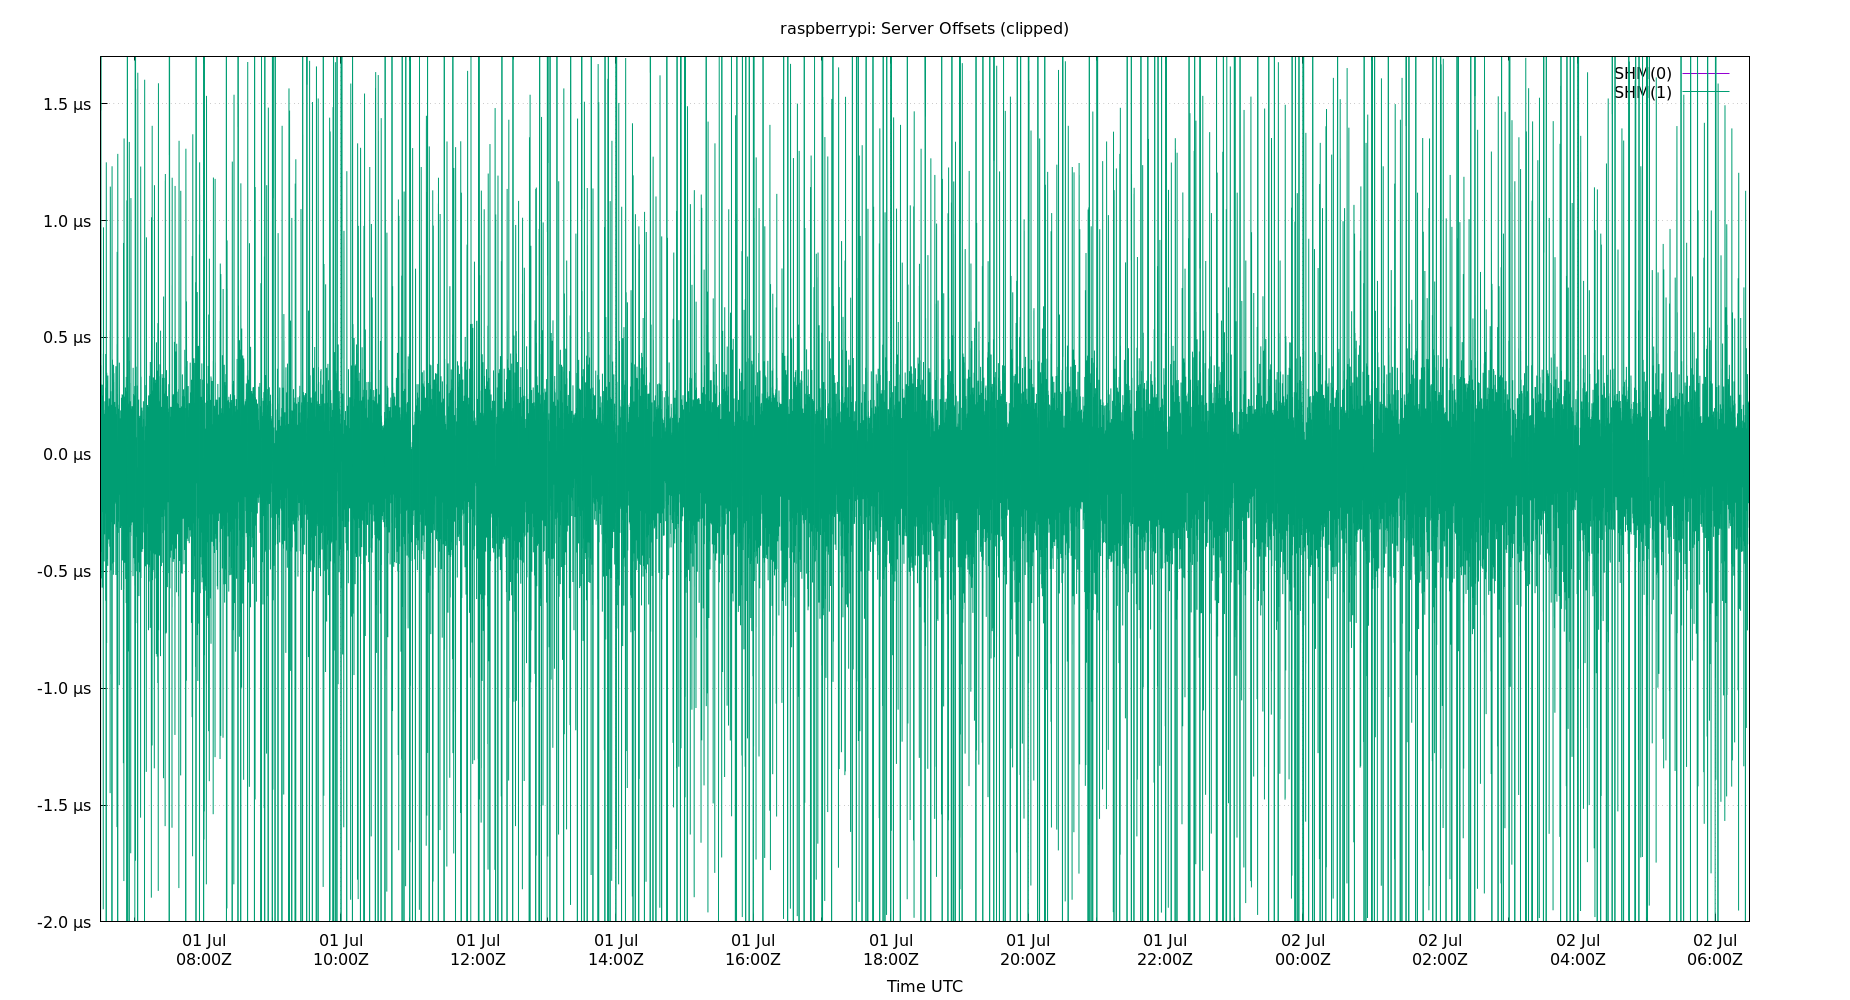 raspberrypi: Server Offsets (clipped)
SHM(0)
SHM(1)
1.5 µs
1.0 µs
0.5 µs
0.0 µs
-0.5 µs
-1.0 µs
-1.5 µs
-2.0 µs
01 Jul 01 Jul 01 Jul 01 Jul 01 Jul 01 Jul 01 Jul 01 Jul 02 Jul 02 Jul 02 Jul 02 Jul
08:00Z 10:00Z 12:00Z 14:00Z 16:00Z 18:00Z 20:00Z 22:00Z 00:00Z 02:00Z 04:00Z 06:00Z
Time UTC